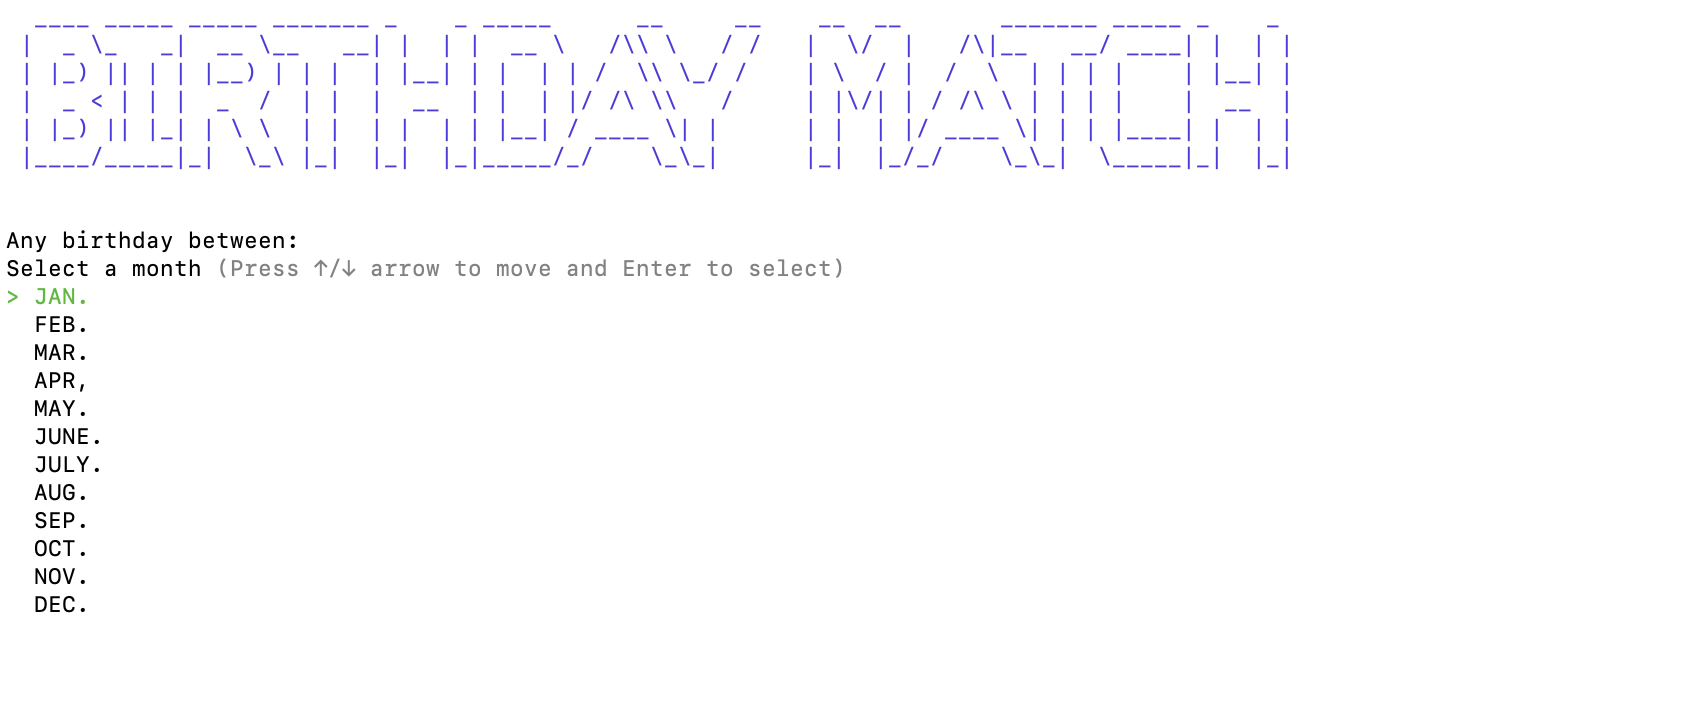 BIRTHDAY MATCH
Any birthday between:
Select a month (Press ↑/↓ arrow to move and Enter to select)
> JAN.
FEB.
MAR.
APR,
MAY.
JUNE.
JULY.
AUG.
SEP.
OCT.
NOV.
DEC.